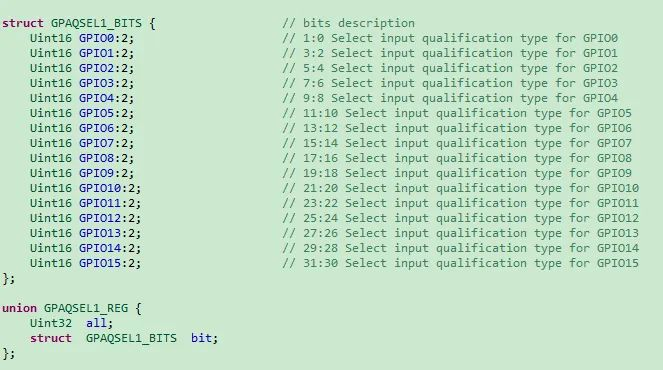 struct GPAQSEL1_BITS { // bits description
Uint16 GPIO0:2; // 1:0 Select input qualification type for GPIO0
Uint16 GPIO1:2; // 3:2 Select input qualification type for GPIO1
Uint16 GPIO2:2; // 5:4 Select input qualification type for GPIO2
Uint16 GPIO3:2; // 7:6 Select input qualification type for GPIO3
Uint16 GPIO4:2; // 9:8 Select input qualification type for GPIO4
Uint16 GPIO5:2; // 11:10 Select input qualification type for GPIO5
Uint16 GPIO6:2; // 13:12 Select input qualification type for GPIO6
Uint16 GPIO7:2; // 15:14 Select input qualification type for GPIO7
Uint16 GPIO8:2; // 17:16 Select input qualification type for GPIO8
Uint16 GPIO9:2; // 19:18 Select input qualification type for GPIO9
Uint16 GPIO10:2; // 21:20 Select input qualification type for GPIO10
Uint16 GPIO11:2; // 23:22 Select input qualification type for GPIO11
Uint16 GPIO12:2; // 25:24 Select input qualification type for GPIO12
Uint16 GPIO13:2; // 27:26 Select input qualification type for GPIO13
Uint16 GPIO14:2; // 29:28 Select input qualification type for GPIO14
Uint16 GPIO15:2; // 31:30 Select input qualification type for GPIO15
};
union GPAQSEL1_REG {
Uint32 all;
struct GPAQSEL1_BITS bit;
};